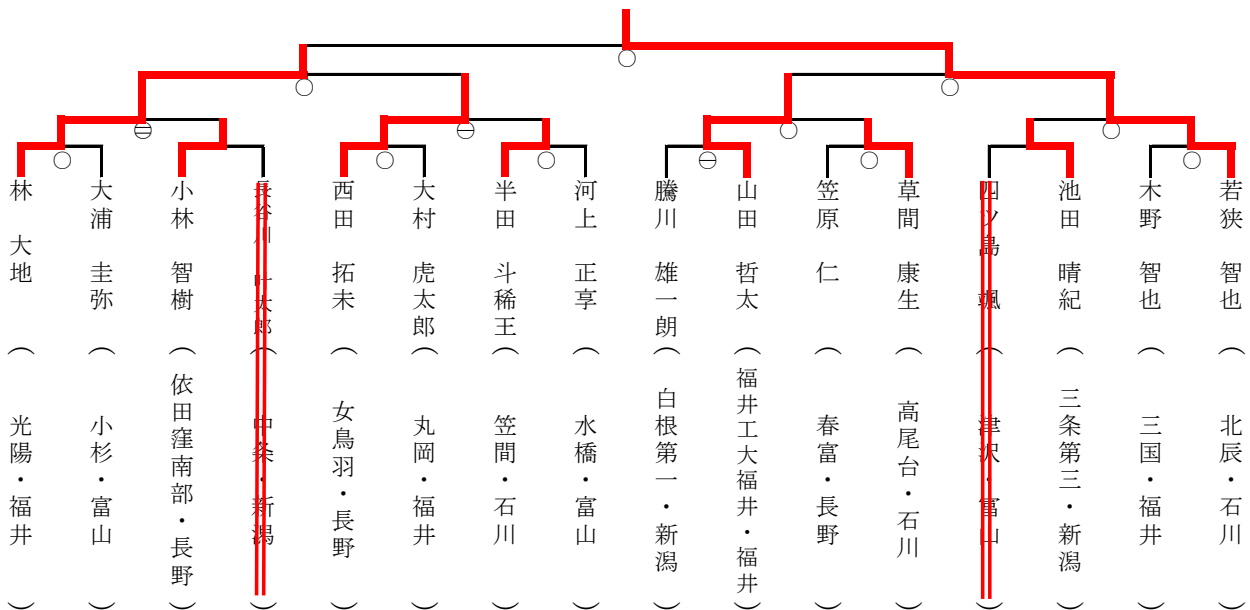 林 大地 （ 光陽・福井 ）
大浦 圭弥 （ 小杉・富山 ）
小林 智樹 （ 依田窪南部・長野 ）
長谷川 叶太郎 （ 中条・新潟 ）
西田 拓未 （ 女鳥羽・長野 ）
大村 虎太郎 （ 丸岡・福井 ）
半田 斗稀王 （ 笠間・石川 ）
河上 正享 （ 水橋・富山 ）
騰川 雄一朗 （ 白根第一・新潟 ）
山田 哲太 （ 福井工大福井・福井 ）
笠原 仁 （ 春富・長野 ）
草間 康生 （ 高尾台・石川 ）
四ツ島 颯 （ 津沢・富山 ）
池田 晴紀 （ 三条第三・新潟 ）
木野 智也 （ 三国・福井 ）
若狭 智也 （ 北辰・石川 ）